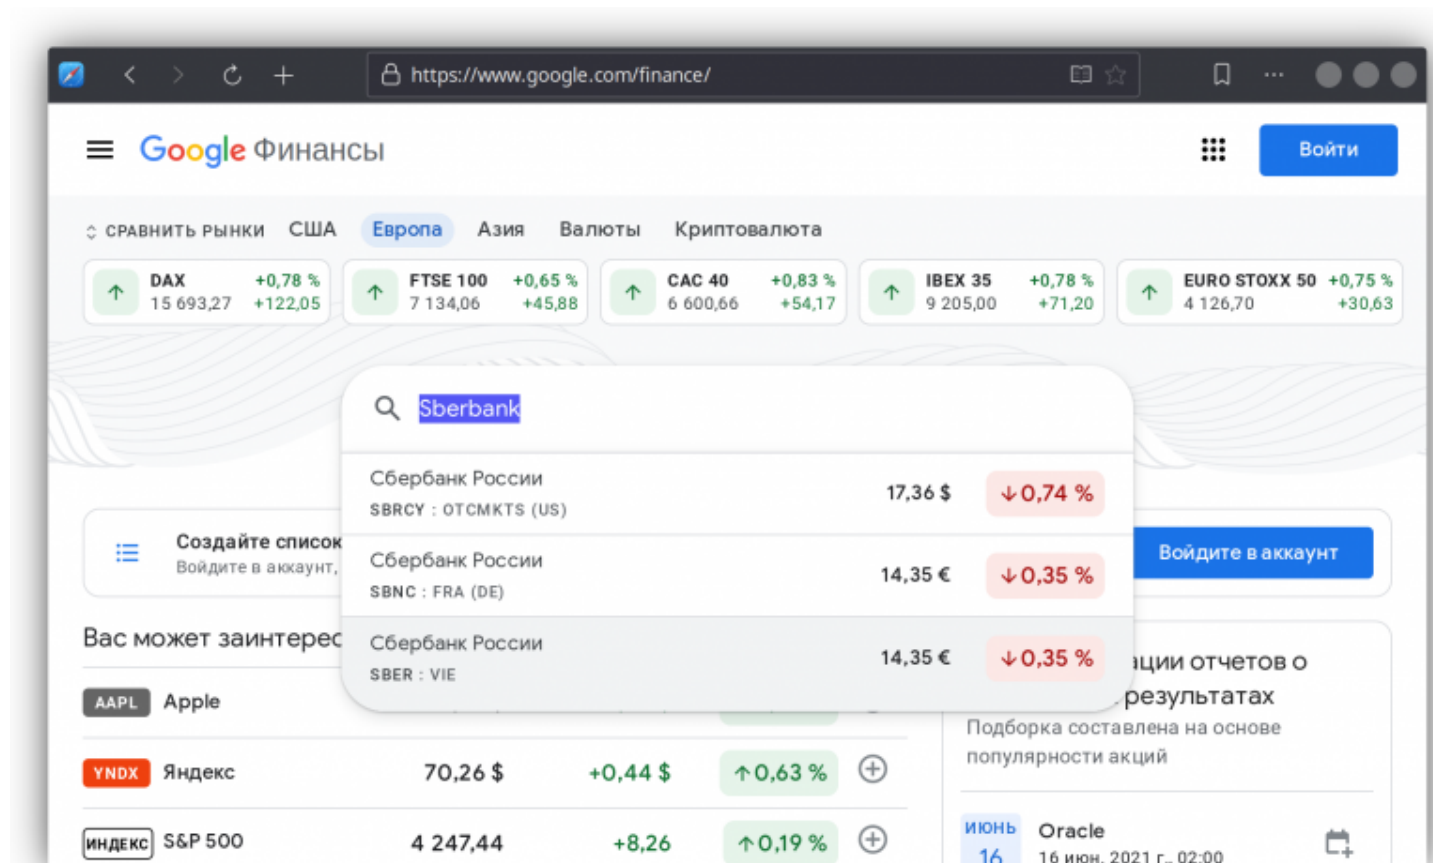 https://www.google.com/finance/
Google Финансы
Войти
СРАВНИТЬ РЫНКИ США Европа Азия Валюты Криптовалюта
DAX +0,78 % FTSE 100 +0,65 % CAC 40 +0,83 % IBEX 35 +0,78 % EURO STOXX 50 +0,75 %
15 693,27 +122,05 7 134,06 +45,88 6 600,66 +54,17 9 205,00 +71,20 4 126,70 +30,63
Sberbank
Сбербанк России
SBRCY : OTCMKTS (US)
17,36 $ ↓0,74 %
Сбербанк России
SBNC : FRA (DE)
14,35 € ↓0,35 %
Сбербанк России
SBER : VIE
14,35 € ↓0,35 %
Создайте список
Войдите в аккаунт,
Войдите в аккаунт
Вас может заинтерес
AAPL Apple
YNDX Яндекс 70,26 $ +0,44 $ ↑0,63 %
ИНДЕКС S&P 500 4 247,44 +8,26 ↑0,19 %
ации отчетов о
результатах
Подборка составлена на основе
популярности акций
ИЮНЬ
16
Oracle
16 июн. 2021 г., 02:00